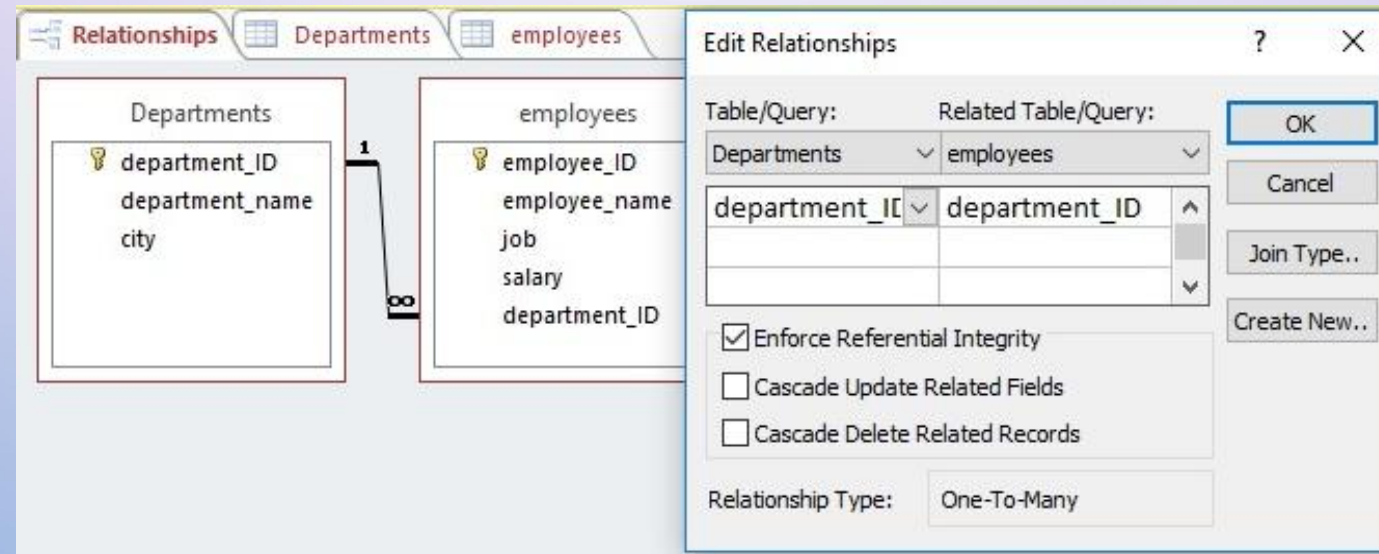 Relationships Departments employees
Departments
department_ID
department_name
city
1
∞
employees
employee_ID
employee_name
job
salary
department_ID
Edit Relationships ? X
Table/Query: Related Table/Query:
Departments employees
department_ID department_ID
Enforce Referential Integrity
Cascade Update Related Fields
Cascade Delete Related Records
Relationship Type: One-To-Many
OK
Cancel
Join Type..
Create New..